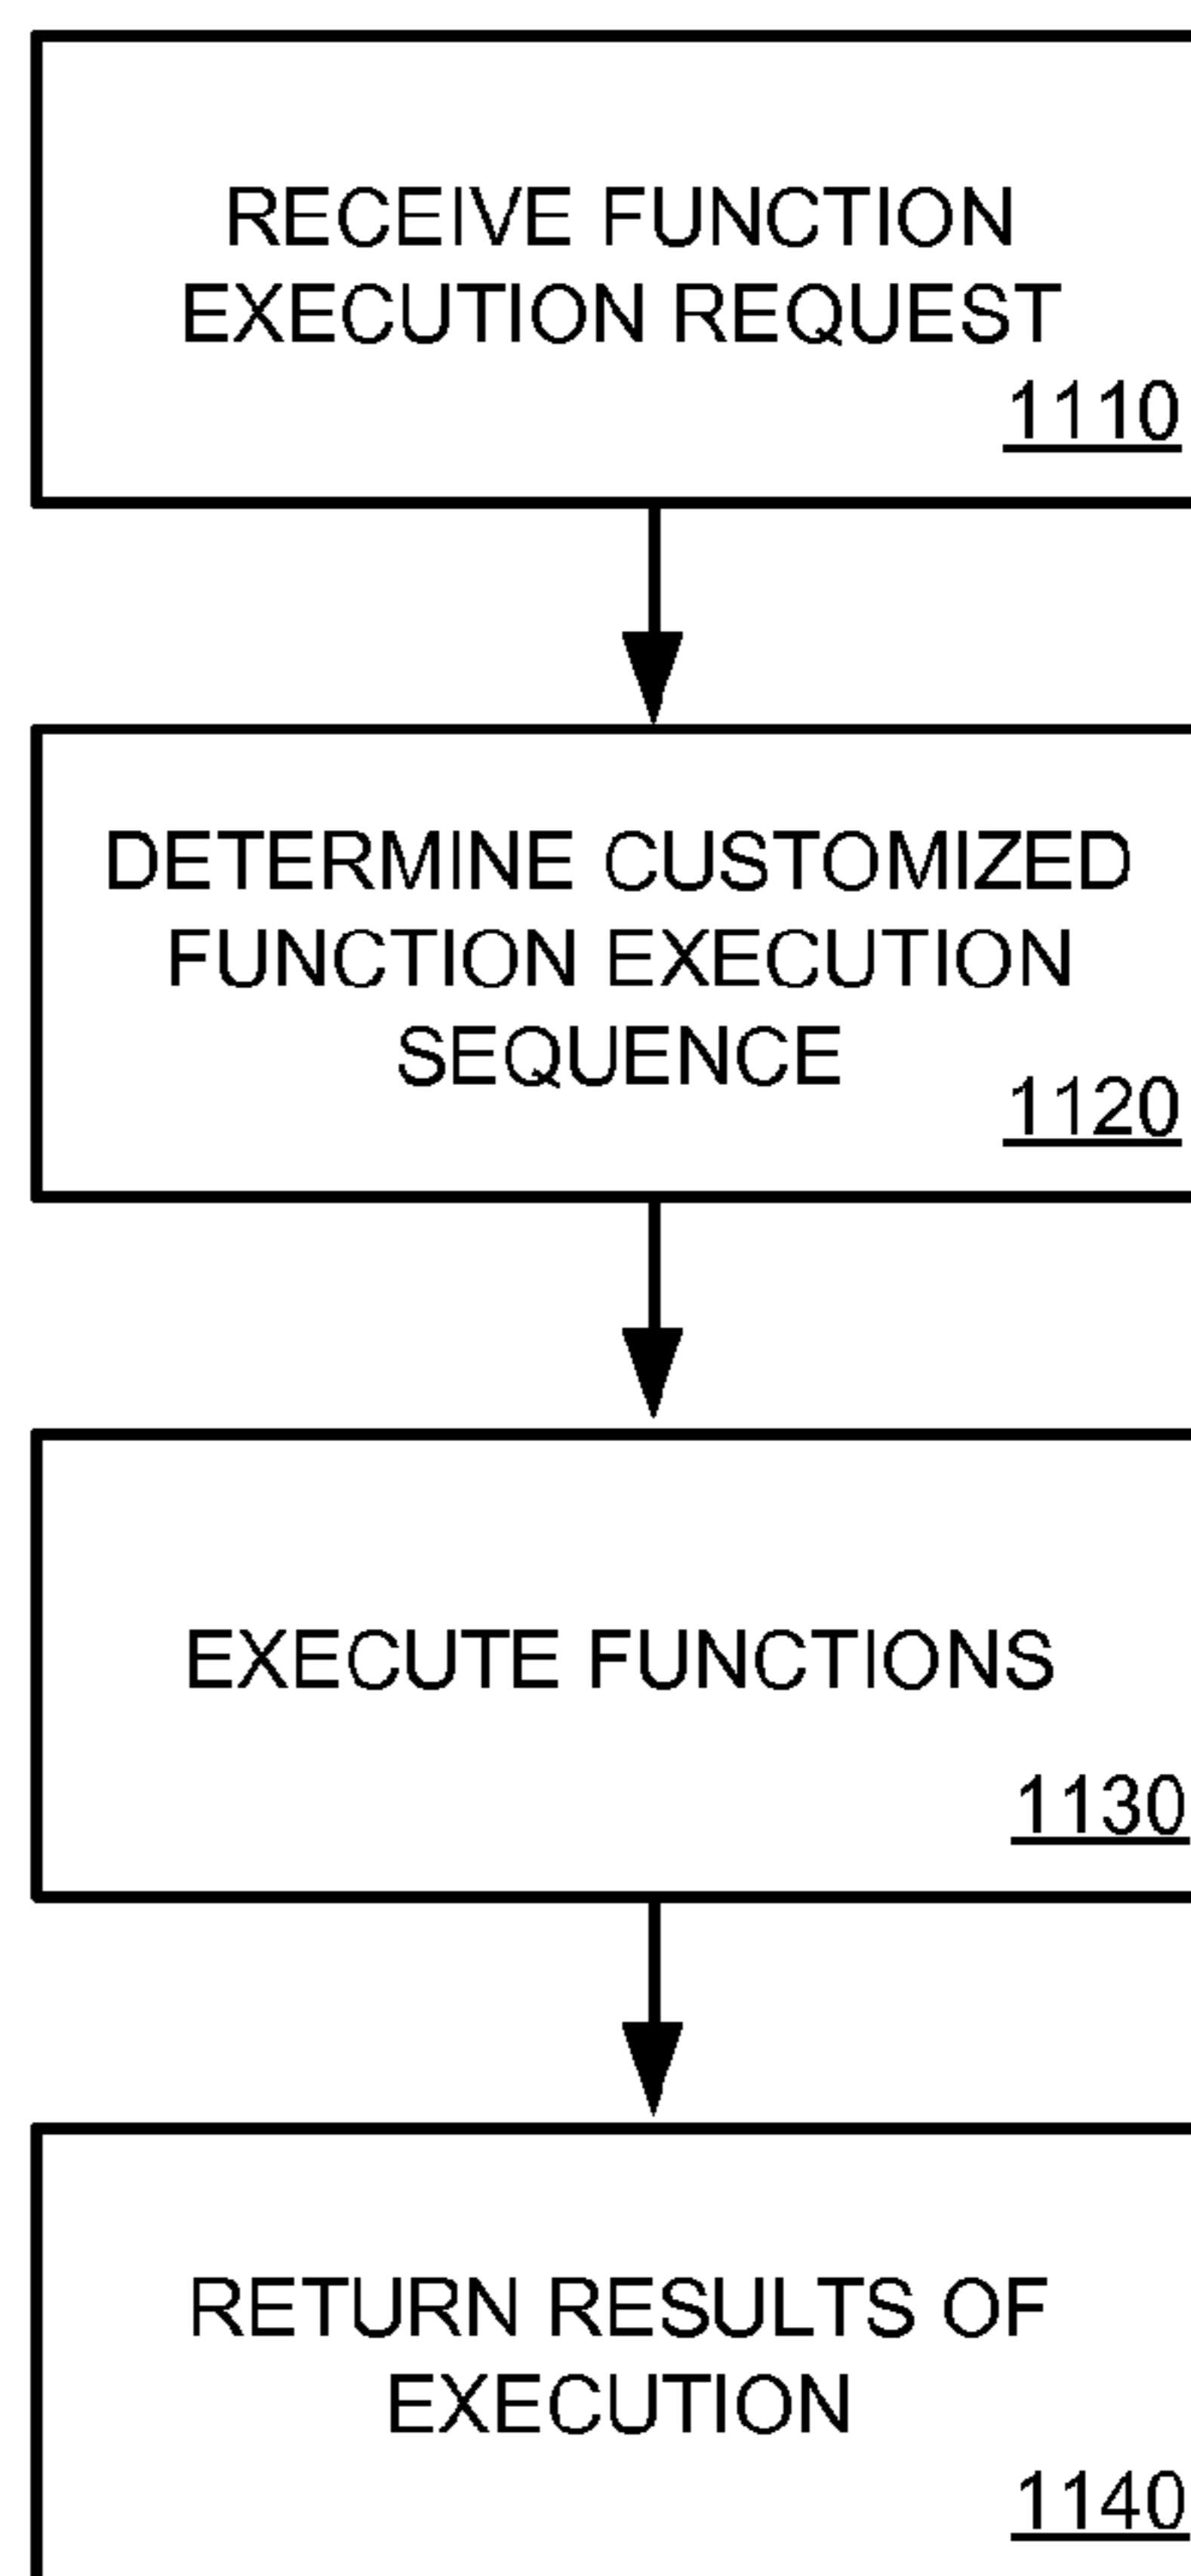 RECEIVE FUNCTION
EXECUTION REQUEST
1110
DETERMINE CUSTOMIZED
FUNCTION EXECUTION
SEQUENCE
1120
EXECUTE FUNCTIONS
1130
RETURN RESULTS OF
EXECUTION
1140